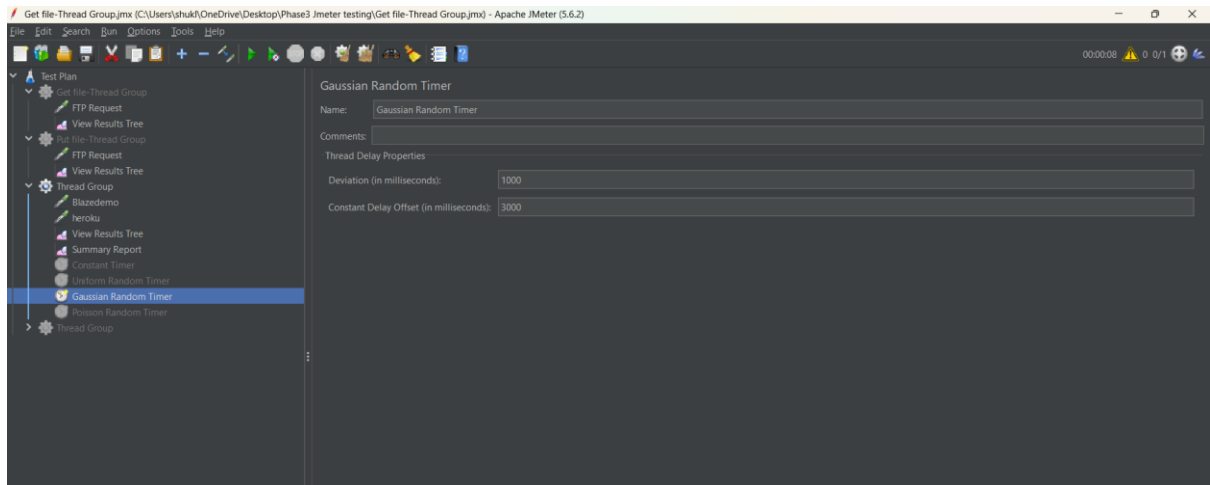 Get file-Thread Group.jmx (C:\Users\shukl\OneDrive\Desktop\Phase3 Jmeter testing\Get file-Thread Group.jmx) - Apache JMeter (5.6.2)
File Edit Search Run Options Tools Help
00:00:08 0 0/1
Test Plan
Get file-Thread Group
FTP Request
View Results Tree
Put file-Thread Group
FTP Request
View Results Tree
Thread Group
Blazedemo
heroku
View Results Tree
Summary Report
Constant Timer
Uniform Random Timer
Gaussian Random Timer
Poisson Random Timer
Thread Group
Gaussian Random Timer
Name: Gaussian Random Timer
Comments:
Thread Delay Properties
Deviation (in milliseconds): 1000
Constant Delay Offset (in milliseconds): 3000